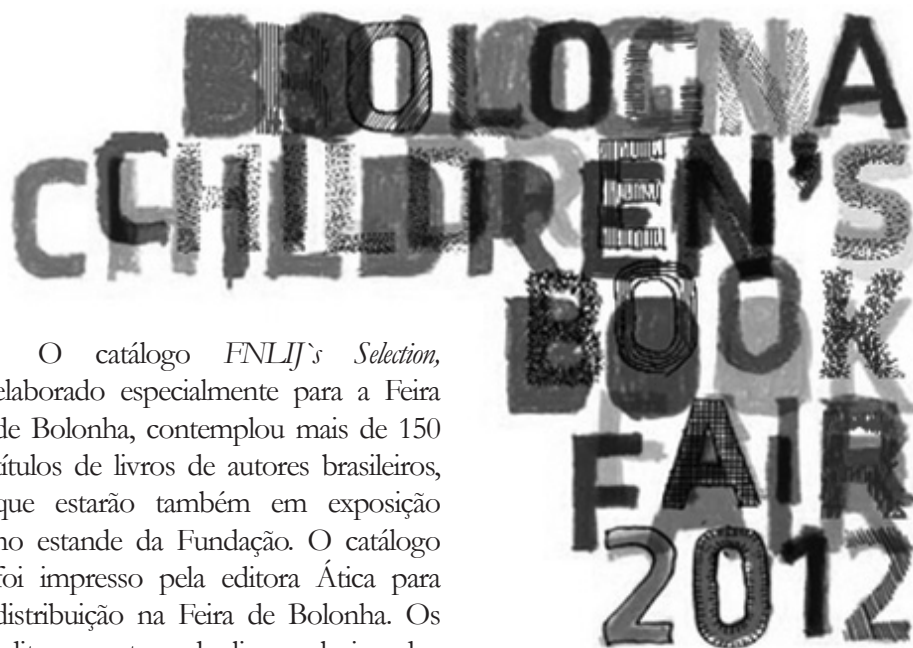 BOLOGNA
CHILDREN'S
BOOK
FAIR
2012
O catálogo FNLIJ`s Selection,
elaborado especialmente para a Feira
de Bolonha, contemplou mais de 150
títulos de livros de autores brasileiros,
que estarão também em exposição
no estande da Fundação. O catálogo
foi impresso pela editora Ática para
distribuição na Feira de Bolonha. Os